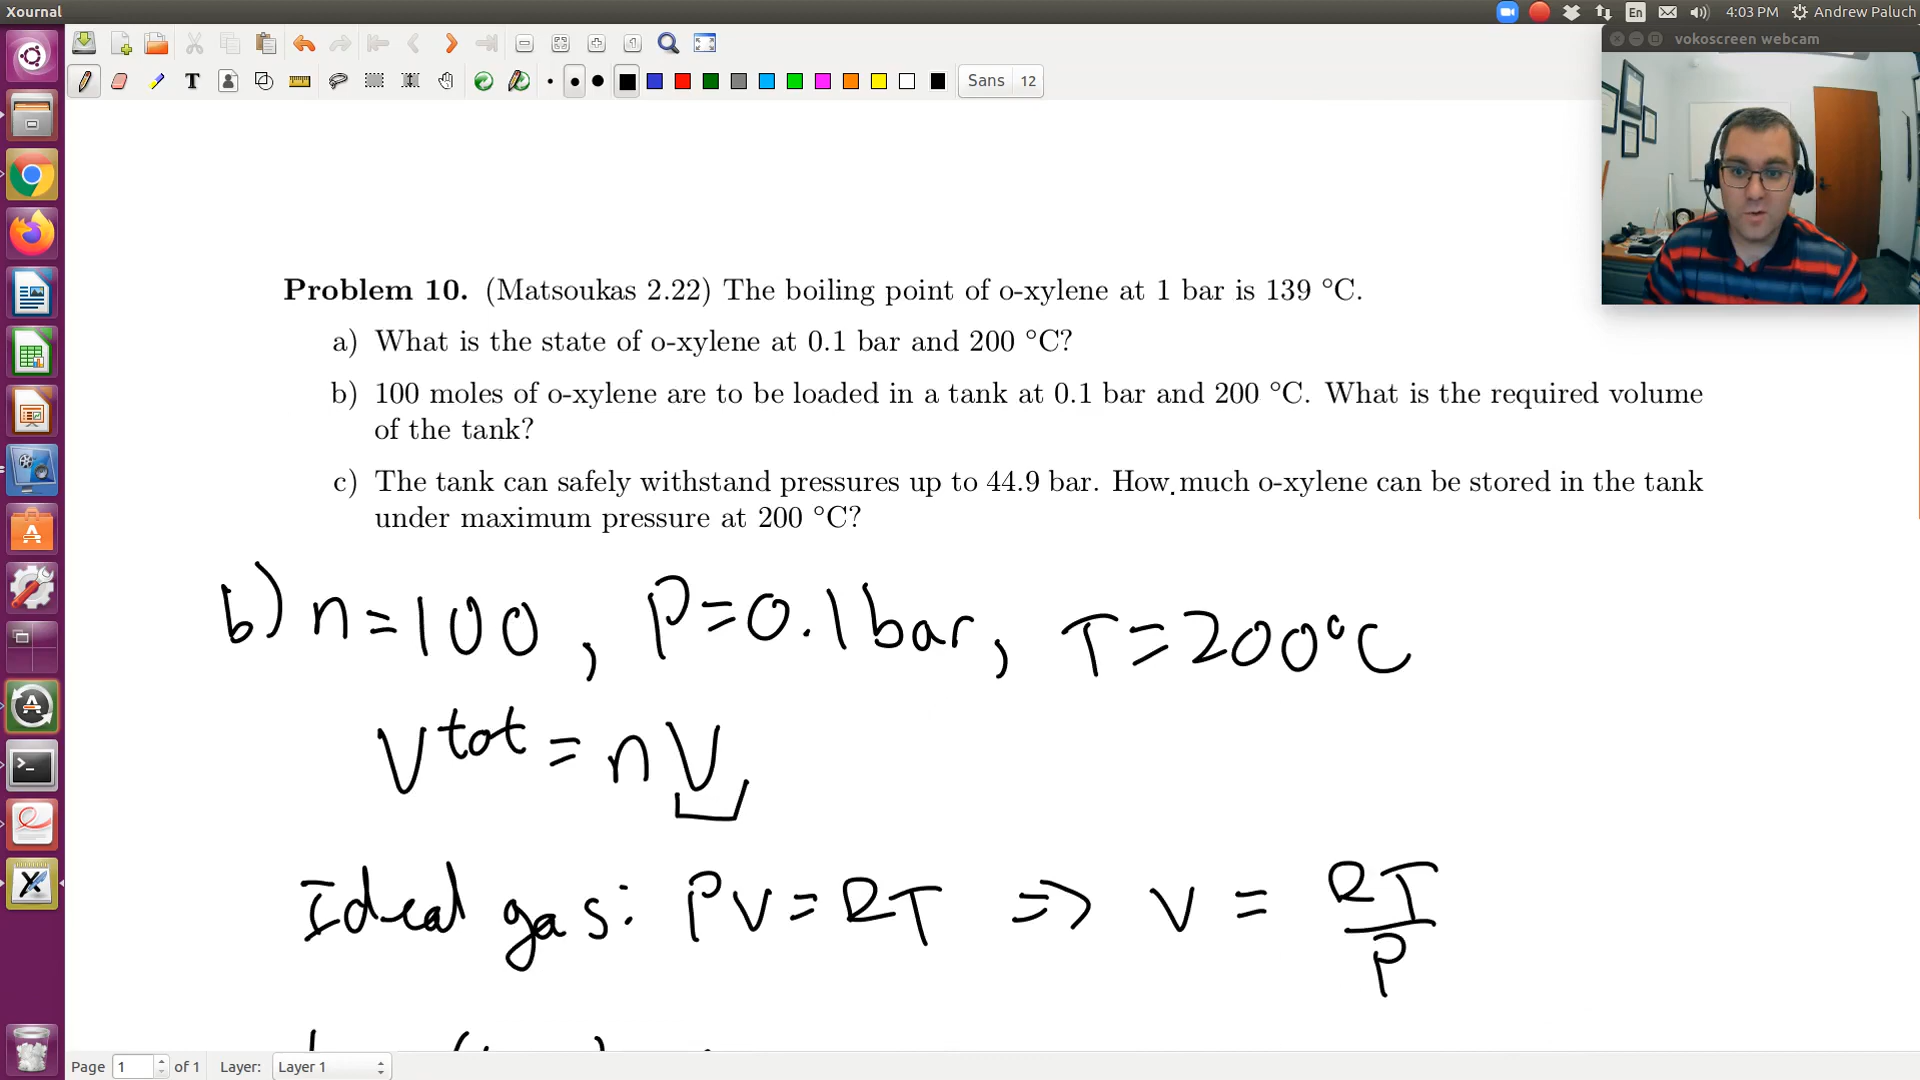 Xournal
En
4:03 PM
Andrew Paluch
vokoscreen webcam
Sans 12
Problem 10. (Matsoukas 2.22) The boiling point of o-xylene at 1 bar is 139 °C.
a) What is the state of o-xylene at 0.1 bar and 200 °C?
b) 100 moles of o-xylene are to be loaded in a tank at 0.1 bar and 200 °C. What is the required volume
of the tank?
c) The tank can safely withstand pressures up to 44.9 bar. How much o-xylene can be stored in the tank
under maximum pressure at 200 °C?
b) n=100 , P=0.1bar, T=200°C
V^tot = nV
Ideal gas: PV=RT => V = RT/P
Page 1 of 1 Layer: Layer 1